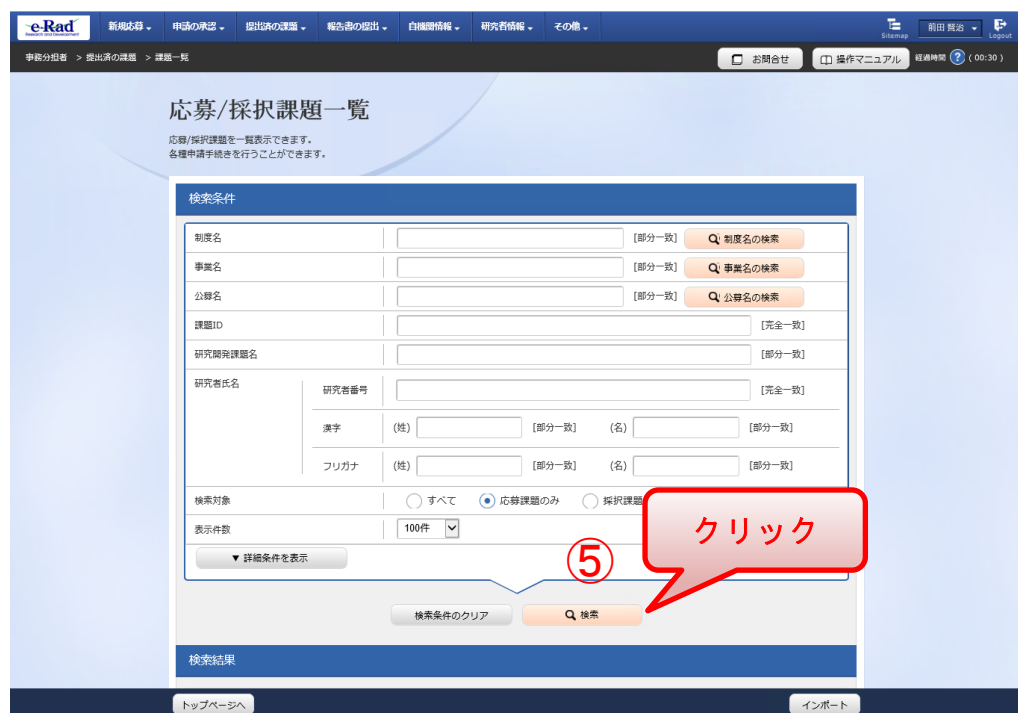 e-Rad 新規応募 申請の承認 提出済の課題 報告書の提出 自機関情報 研究者情報 その他 Sitemap 前田 賢治 Logout
Research and Development
事務分担者 > 提出済の課題 > 課題一覧 お問合せ 操作マニュアル 経過時間 ? ( 00:30 )
応募/採択課題一覧
応募/採択課題を一覧表示できます。
各種申請手続きを行うことができます。
検索条件
制度名 [部分一致] 制度名の検索
事業名 [部分一致] 事業名の検索
公募名 [部分一致] 公募名の検索
課題ID [完全一致]
研究開発課題名 [部分一致]
研究者氏名 研究者番号 [完全一致]
漢字 (姓) [部分一致] (名) [部分一致]
フリガナ (姓) [部分一致] (名) [部分一致]
検索対象 すべて 応募課題のみ 採択課題
クリック
表示件数 100件
▼ 詳細条件を表示
⑤
検索条件のクリア 検索
検索結果
トップページへ インポート